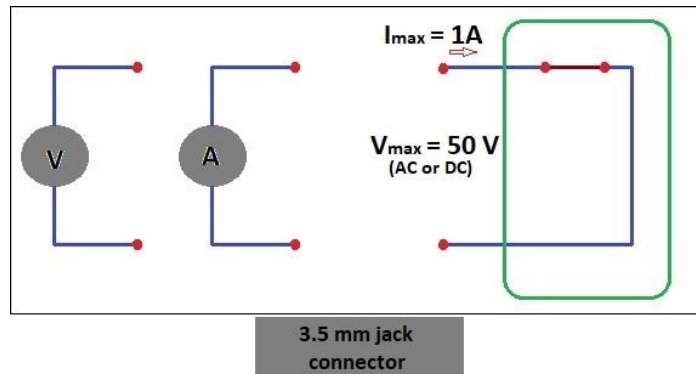 Imax = 1A
V
A
Vmax = 50 V
(AC or DC)
3.5 mm jack
connector